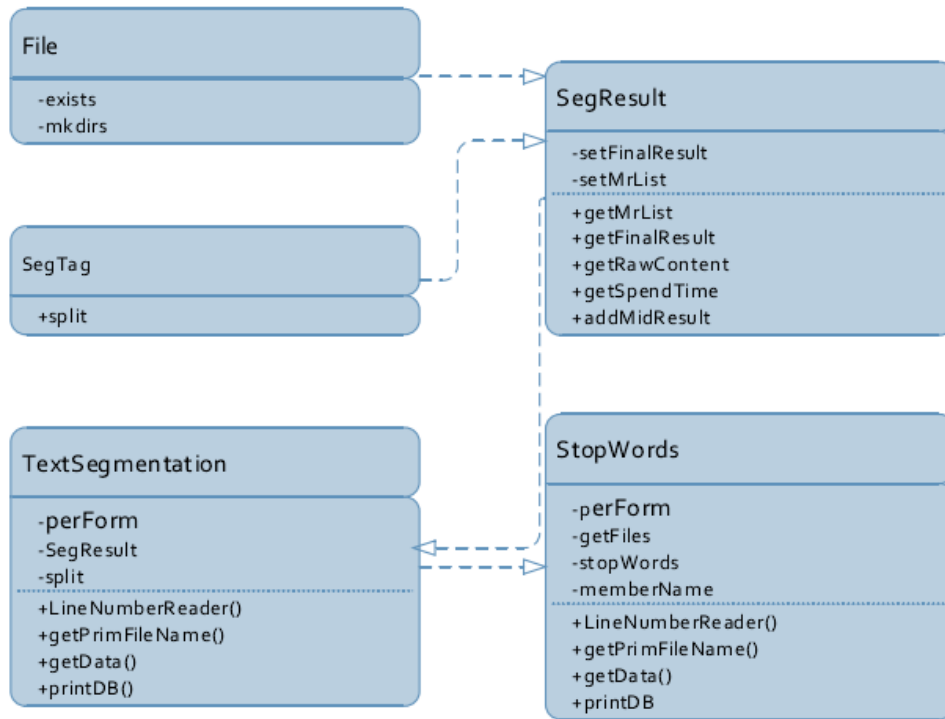 File
-exists
-mkdirs
SegTag
+split
TextSegmentation
-perForm
-SegResult
-split
+LineNumberReader()
+getPrimFileName()
+getData()
+printDB()
SegResult
-setFinalResult
-setMrList
+getMrList
+getFinalResult
+getRawContent
+getSpendTime
+addMidResult
StopWords
-perForm
-getFiles
-stopWords
-memberName
+LineNumberReader()
+getPrimFileName()
+getData()
+printDB